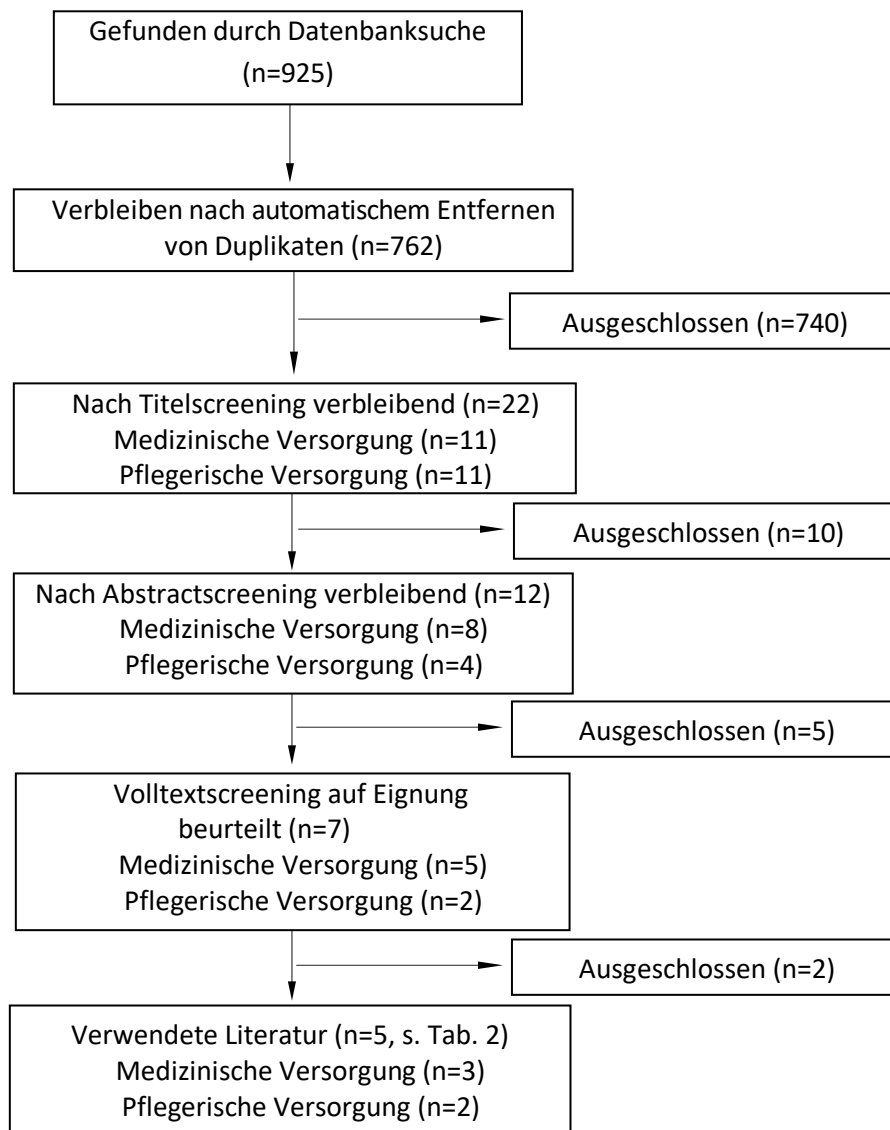 Gefunden durch Datenbanksuche
(n=925)
Verbleiben nach automatischem Entfernen
von Duplikaten (n=762)
Ausgeschlossen (n=740)
Nach Titelscreening verbleibend (n=22)
Medizinische Versorgung (n=11)
Pflegerische Versorgung (n=11)
Ausgeschlossen (n=10)
Nach Abstractscreening verbleibend (n=12)
Medizinische Versorgung (n=8)
Pflegerische Versorgung (n=4)
Ausgeschlossen (n=5)
Volltextscreening auf Eignung
beurteilt (n=7)
Medizinische Versorgung (n=5)
Pflegerische Versorgung (n=2)
Ausgeschlossen (n=2)
Verwendete Literatur (n=5, s. Tab. 2)
Medizinische Versorgung (n=3)
Pflegerische Versorgung (n=2)